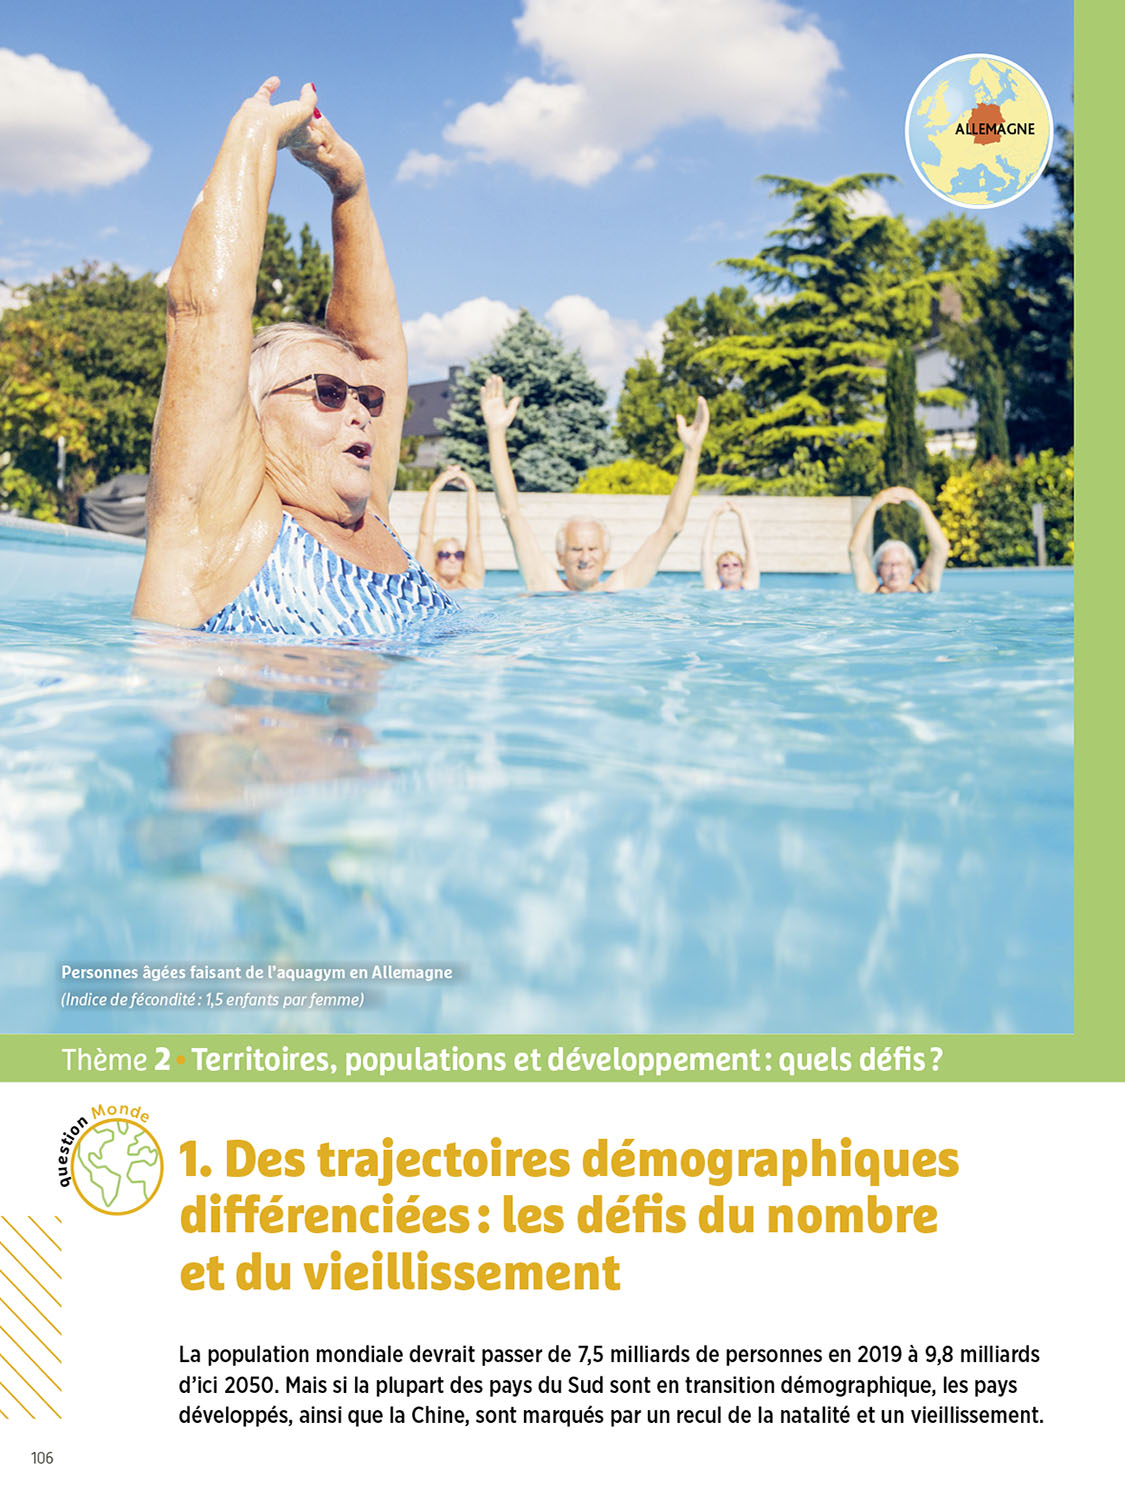 ALLEMAGNE
Personnes âgées faisant de l'aquagym en Allemagne
(Indice de fécondité : 1,5 enfants par femme)
Thème 2 • Territoires, populations et développement : quels défis ?
question Monde
1. Des trajectoires démographiques
différenciées : les défis du nombre
et du vieillissement
La population mondiale devrait passer de 7,5 milliards de personnes en 2019 à 9,8 milliards
d'ici 2050. Mais si la plupart des pays du Sud sont en transition démographique, les pays
développés, ainsi que la Chine, sont marqués par un recul de la natalité et un vieillissement.
106